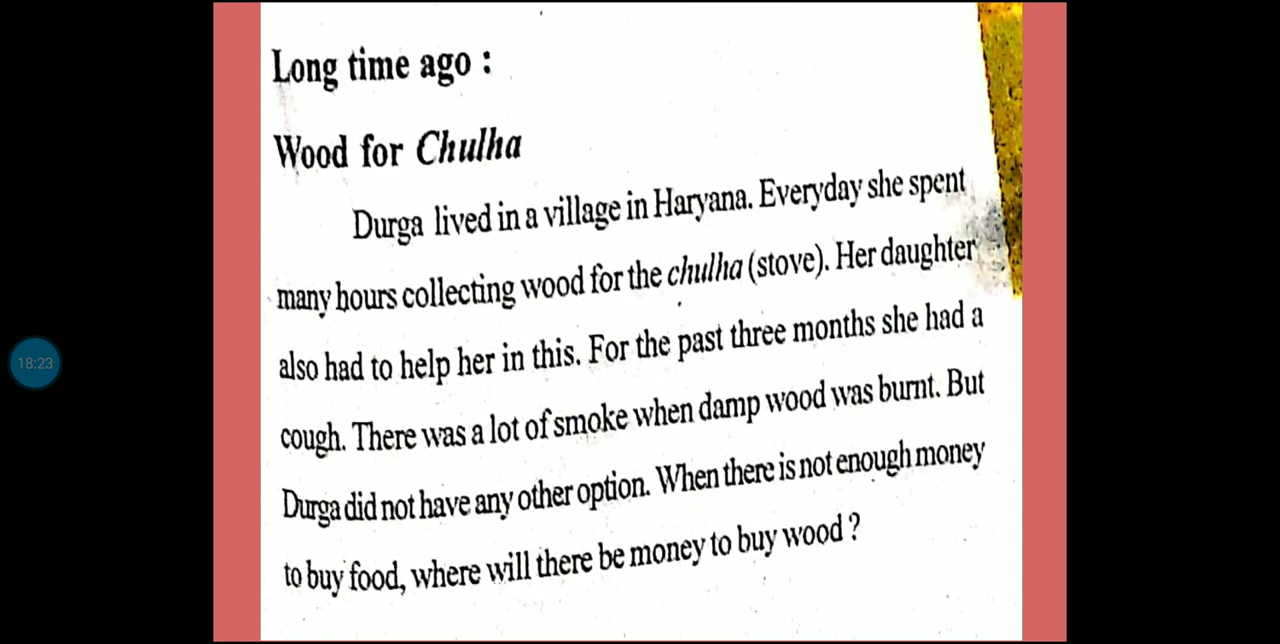 Long time ago :
Wood for Chulha
Durga lived in a village in Haryana. Everyday she spent
many hours collecting wood for the chulha (stove). Her daughter
also had to help her in this. For the past three months she had a
cough. There was a lot of smoke when damp wood was burnt. But
Durga did not have any other option. When there is not enough money
to buy food, where will there be money to buy wood ?
18:23